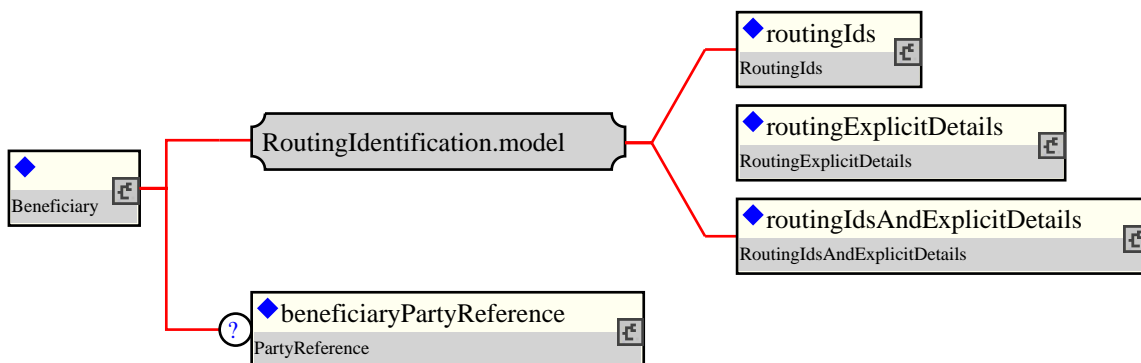 routingIds
RoutingIds
routingExplicitDetails
RoutingExplicitDetails
RoutingIdentification.model
Beneficiary
routingIdsAndExplicitDetails
RoutingIdsAndExplicitDetails
?
beneficiaryPartyReference
PartyReference